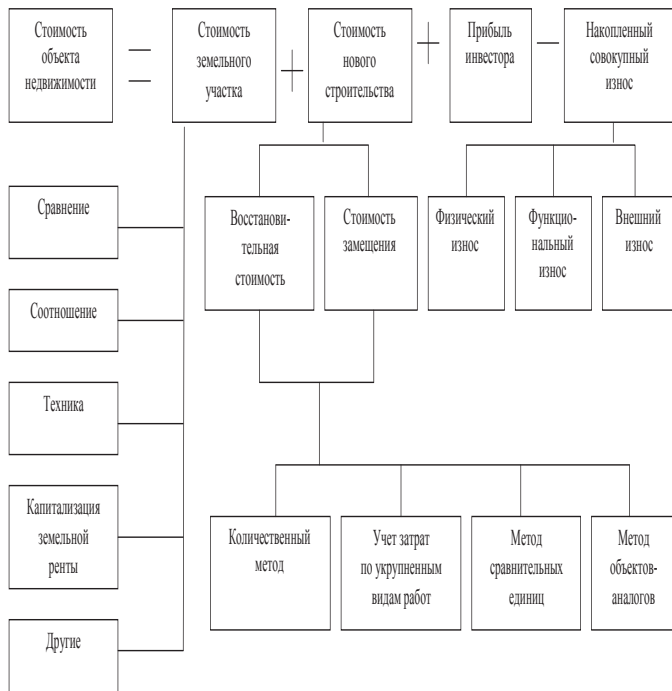 Стоимость
объекта
недвижимости
=
Стоимость
земельного
участка
+
Стоимость
нового
строительства
+
Прибыль
инвестора
—
Накопленный
совокупный
износ
Сравнение
Соотношение
Техника
Капитализация
земельной
ренты
Другие
Восстанови-
тельная
стоимость
Стоимость
замещения
Физический
износ
Функцио-
нальный
износ
Внешний
износ
Количественный
метод
Учет затрат
по укрупненным
видам работ
Метод
сравнительных
единиц
Метод
объектов-
аналогов